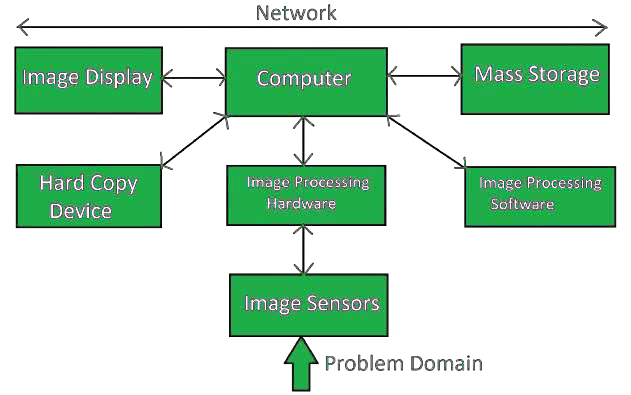 Network
Image Display
Computer
Mass Storage
Hard Copy
Device
Image Processing
Hardware
Image Processing
Software
Image Sensors
Problem Domain